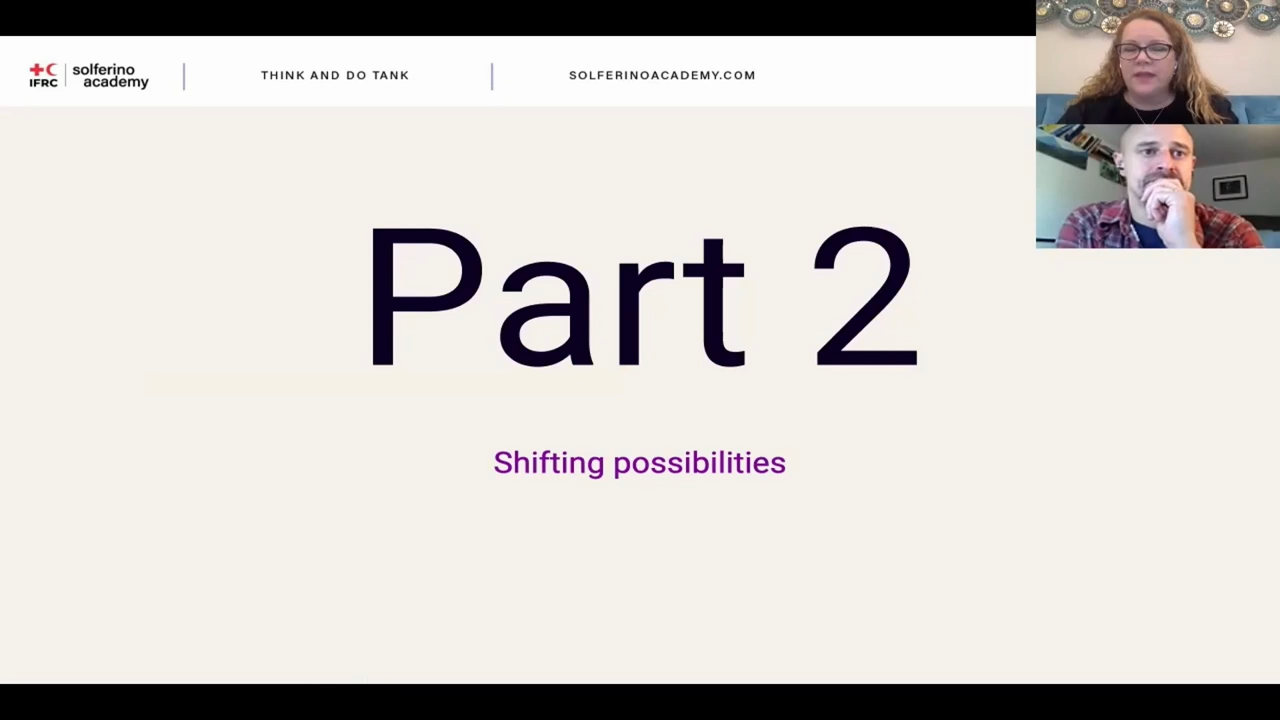 IFRC
solferino
academy
THINK AND DO TANK
SOLFERINOACADEMY.COM
Part 2
Shifting possibilities